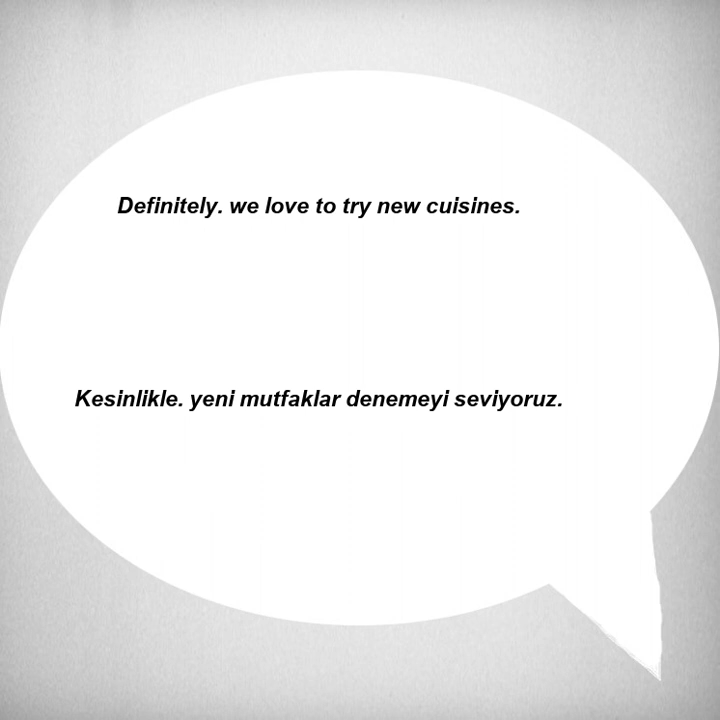 Definitely. we love to try new cuisines.
Kesinlikle. yeni mutfaklar denemeyi seviyoruz.